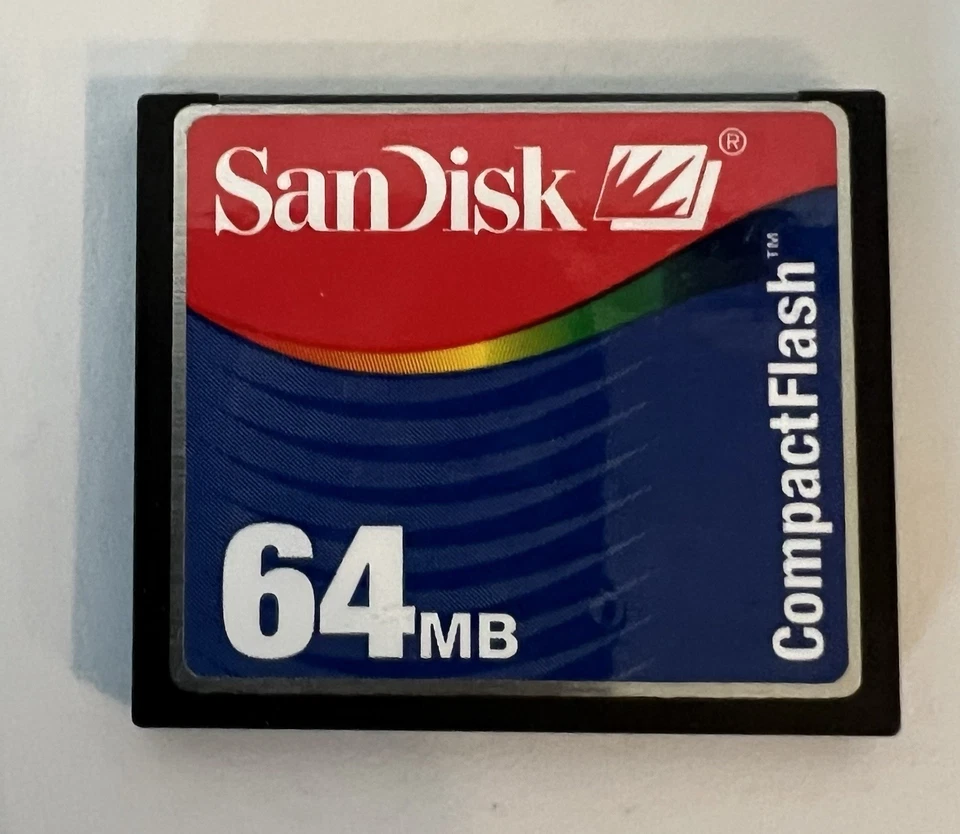 SanDisk ®
CompactFlash™
64MB